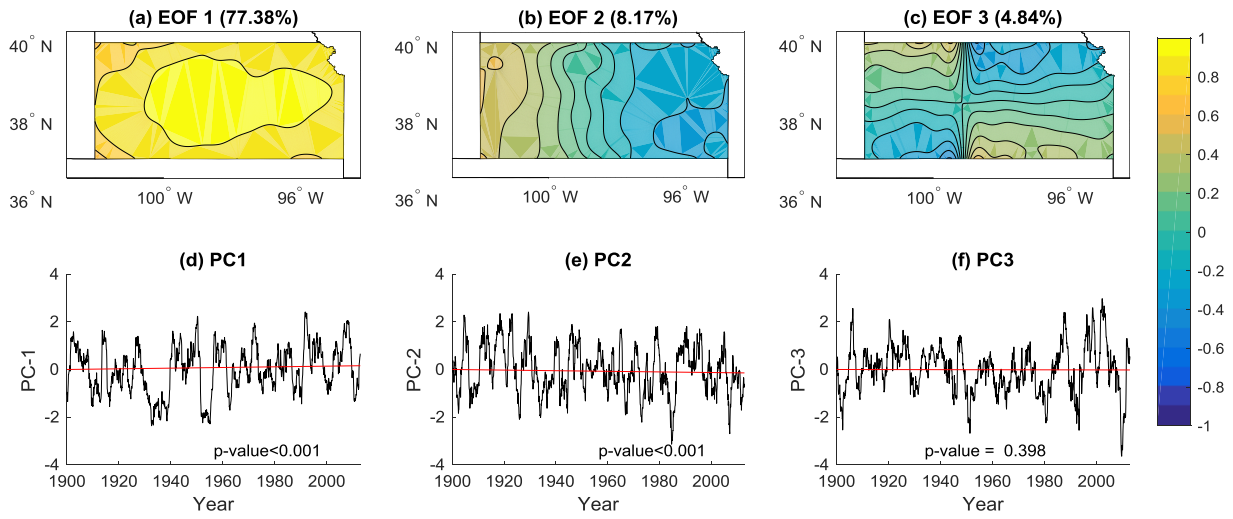 (a) EOF 1 (77.38%)
(b) EOF 2 (8.17%)
(c) EOF 3 (4.84%)
40° N
38° N
36° N
100° W
96° W
40° N
38° N
36° N
100° W
96° W
40° N
38° N
36° N
100° W
96° W
1
0.8
0.6
0.4
0.2
0
-0.2
-0.4
-0.6
-0.8
-1
(d) PC1
PC-1
4
2
0
-2
-4
p-value<0.001
1900 1920 1940 1960 1980 2000
Year
(e) PC2
PC-2
4
2
0
-2
-4
p-value<0.001
1900 1920 1940 1960 1980 2000
Year
(f) PC3
PC-3
4
2
0
-2
-4
p-value = 0.398
1900 1920 1940 1960 1980 2000
Year